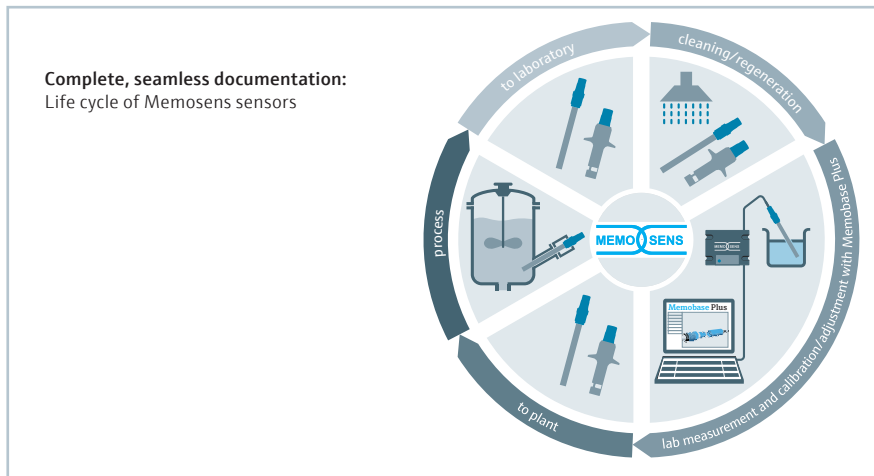 Complete, seamless documentation:
Life cycle of Memosens sensors
to laboratory
cleaning/regeneration
lab measurement and calibration/adjustment with Memobase Plus
to plant
process
MEMO SENS
MEMO SENS
Memobase Plus